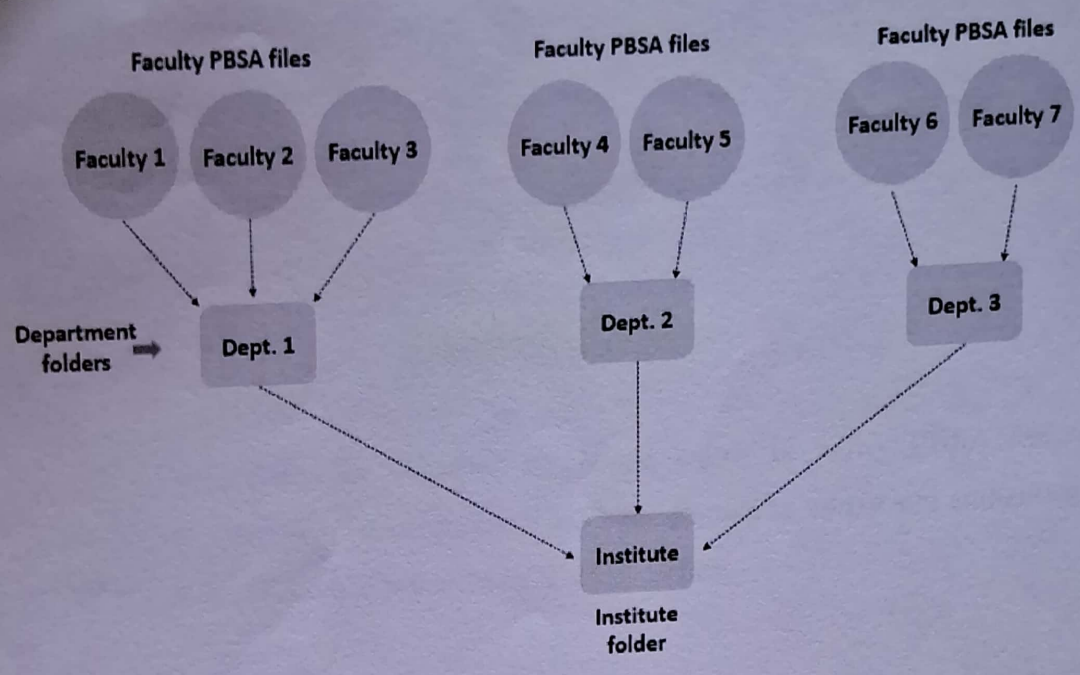 Faculty PBSA files
Faculty PBSA files
Faculty PBSA files
Faculty 1
Faculty 2
Faculty 3
Faculty 4
Faculty 5
Faculty 6
Faculty 7
Department
folders
Dept. 1
Dept. 2
Dept. 3
Institute
Institute
folder